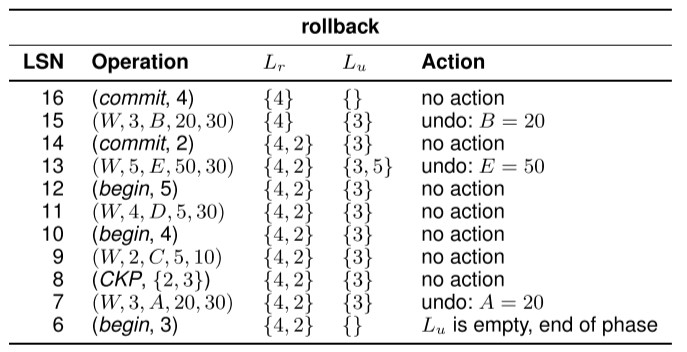 rollback
LSN Operation L_r L_u Action
16 (commit, 4) {4} {} no action
15 (W, 3, B, 20, 30) {4} {3} undo: B = 20
14 (commit, 2) {4, 2} {3} no action
13 (W, 5, E, 50, 30) {4, 2} {3, 5} undo: E = 50
12 (begin, 5) {4, 2} {3} no action
11 (W, 4, D, 5, 30) {4, 2} {3} no action
10 (begin, 4) {4, 2} {3} no action
9 (W, 2, C, 5, 10) {4, 2} {3} no action
8 (CKP, {2, 3}) {4, 2} {3} no action
7 (W, 3, A, 20, 30) {4, 2} {3} undo: A = 20
6 (begin, 3) {4, 2} {} L_u is empty, end of phase